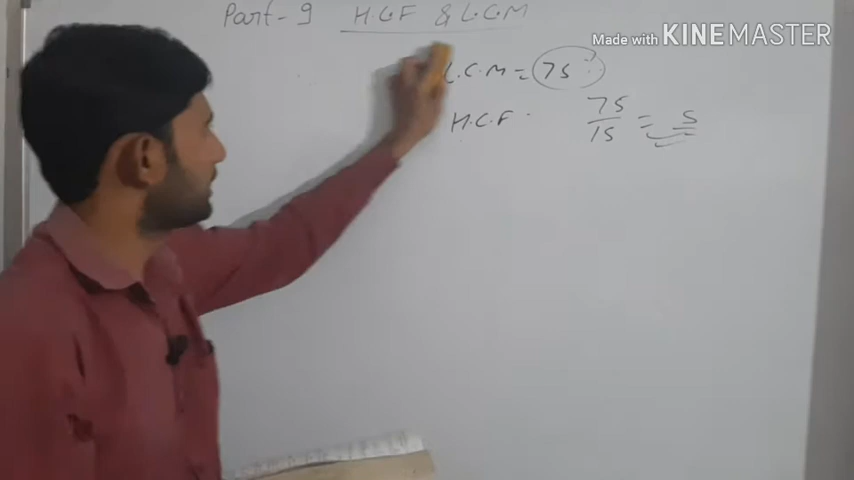 Part-9 H.C.F & L.C.M
Made with KINEMASTER
L.C.M = 75
H.C.F.
75
15
= 5